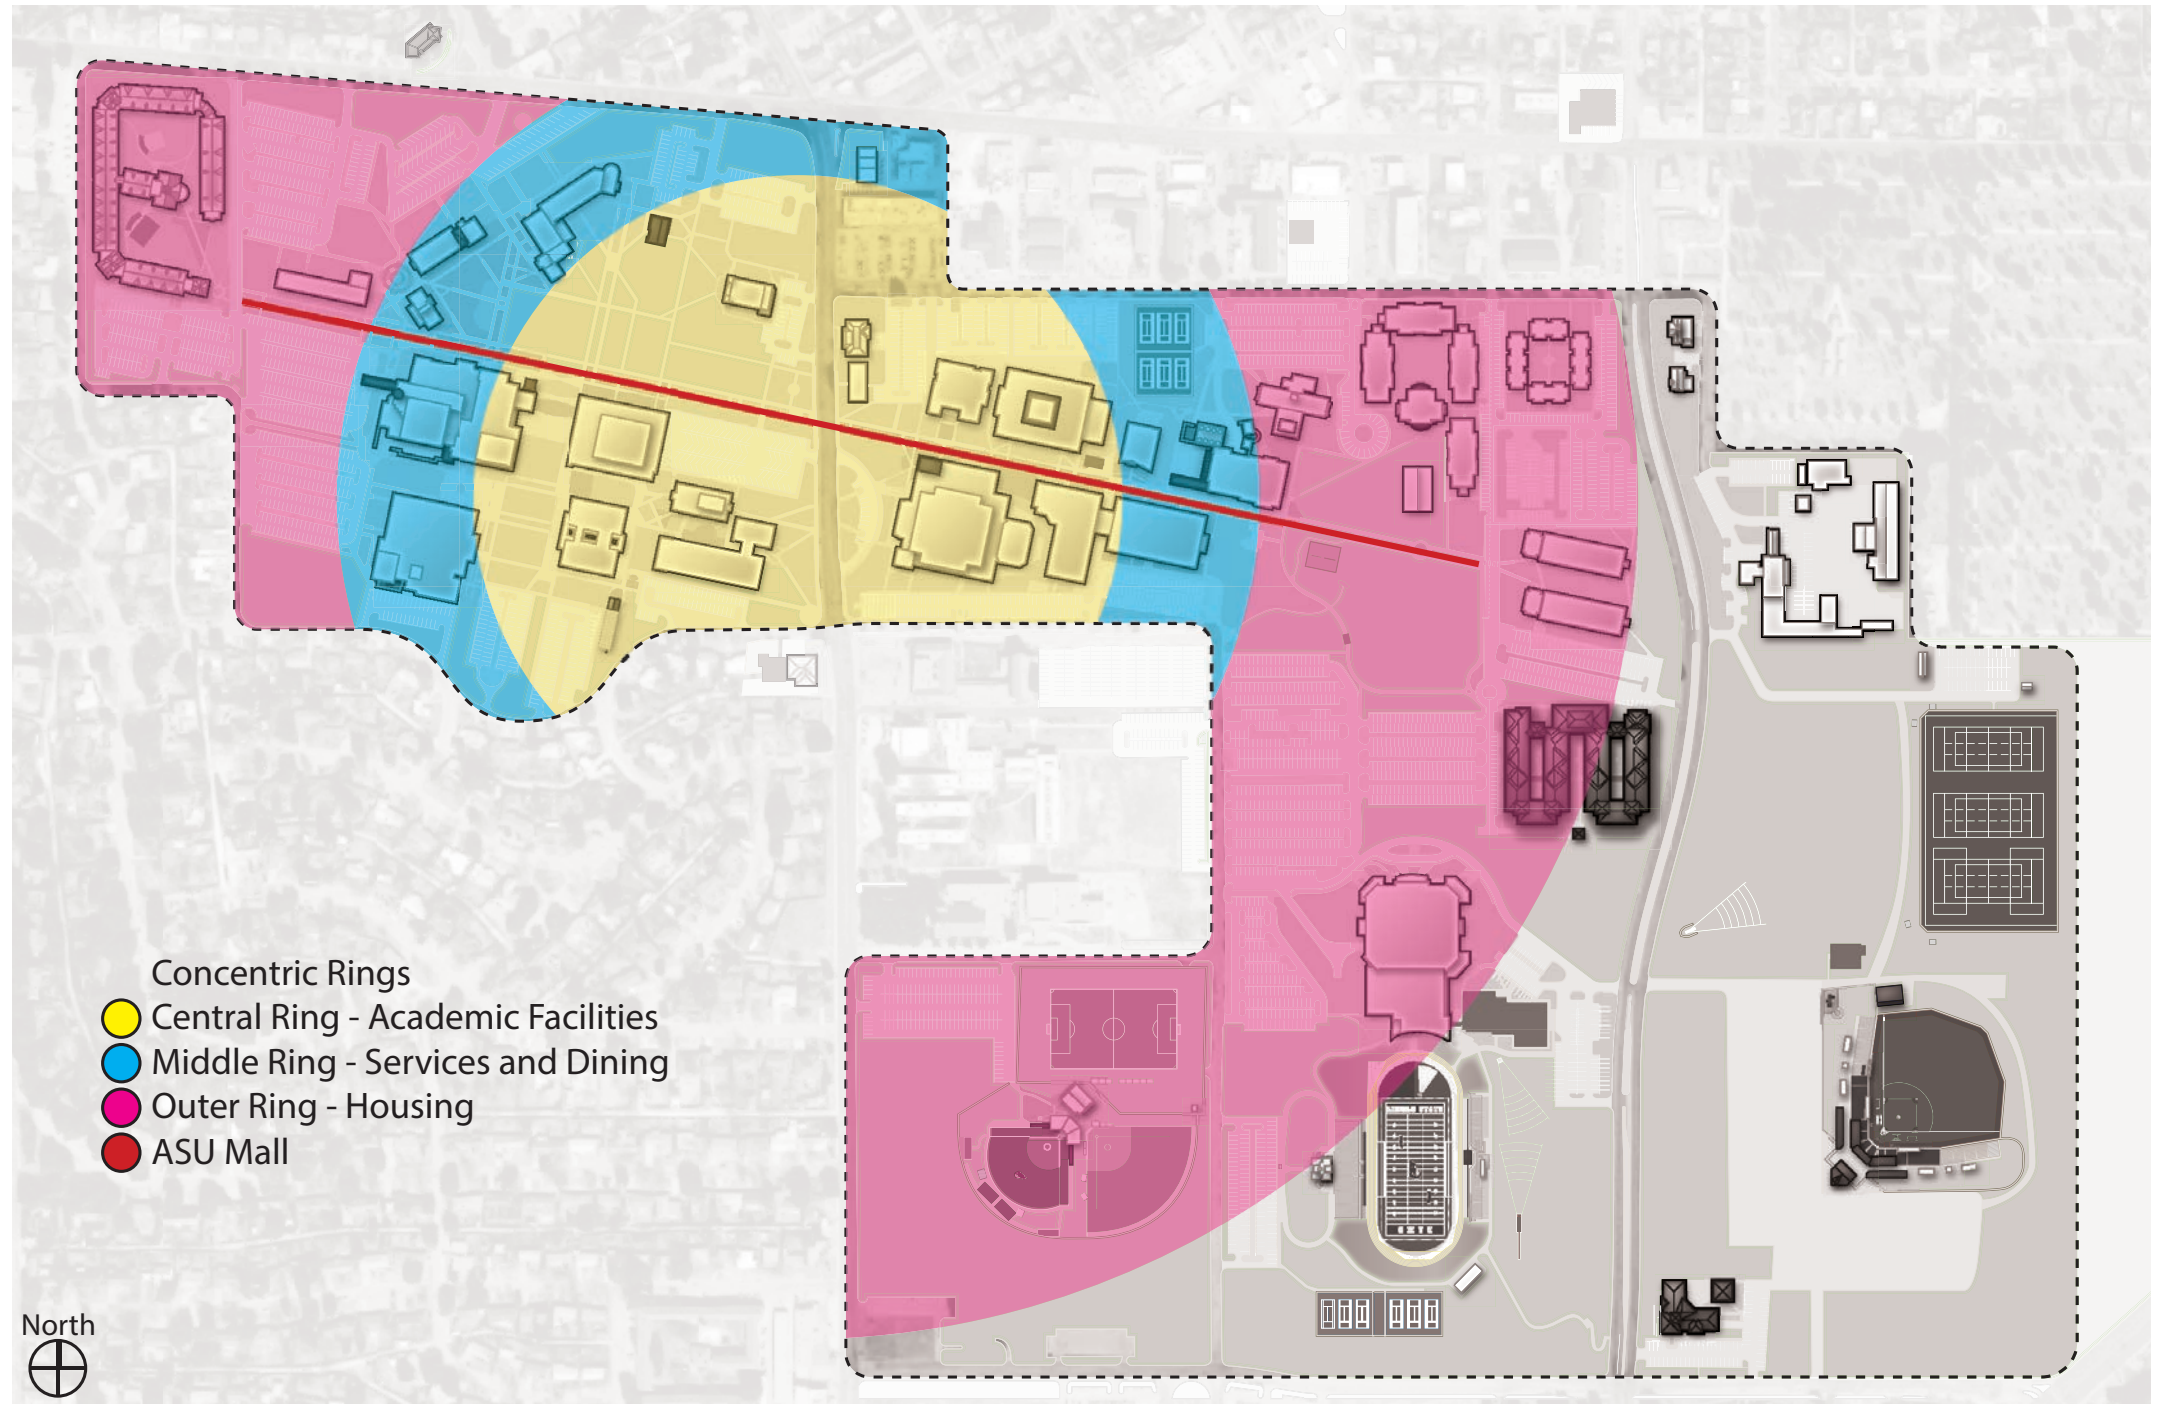 Concentric Rings
Central Ring - Academic Facilities
Middle Ring - Services and Dining
Outer Ring - Housing
ASU Mall
North